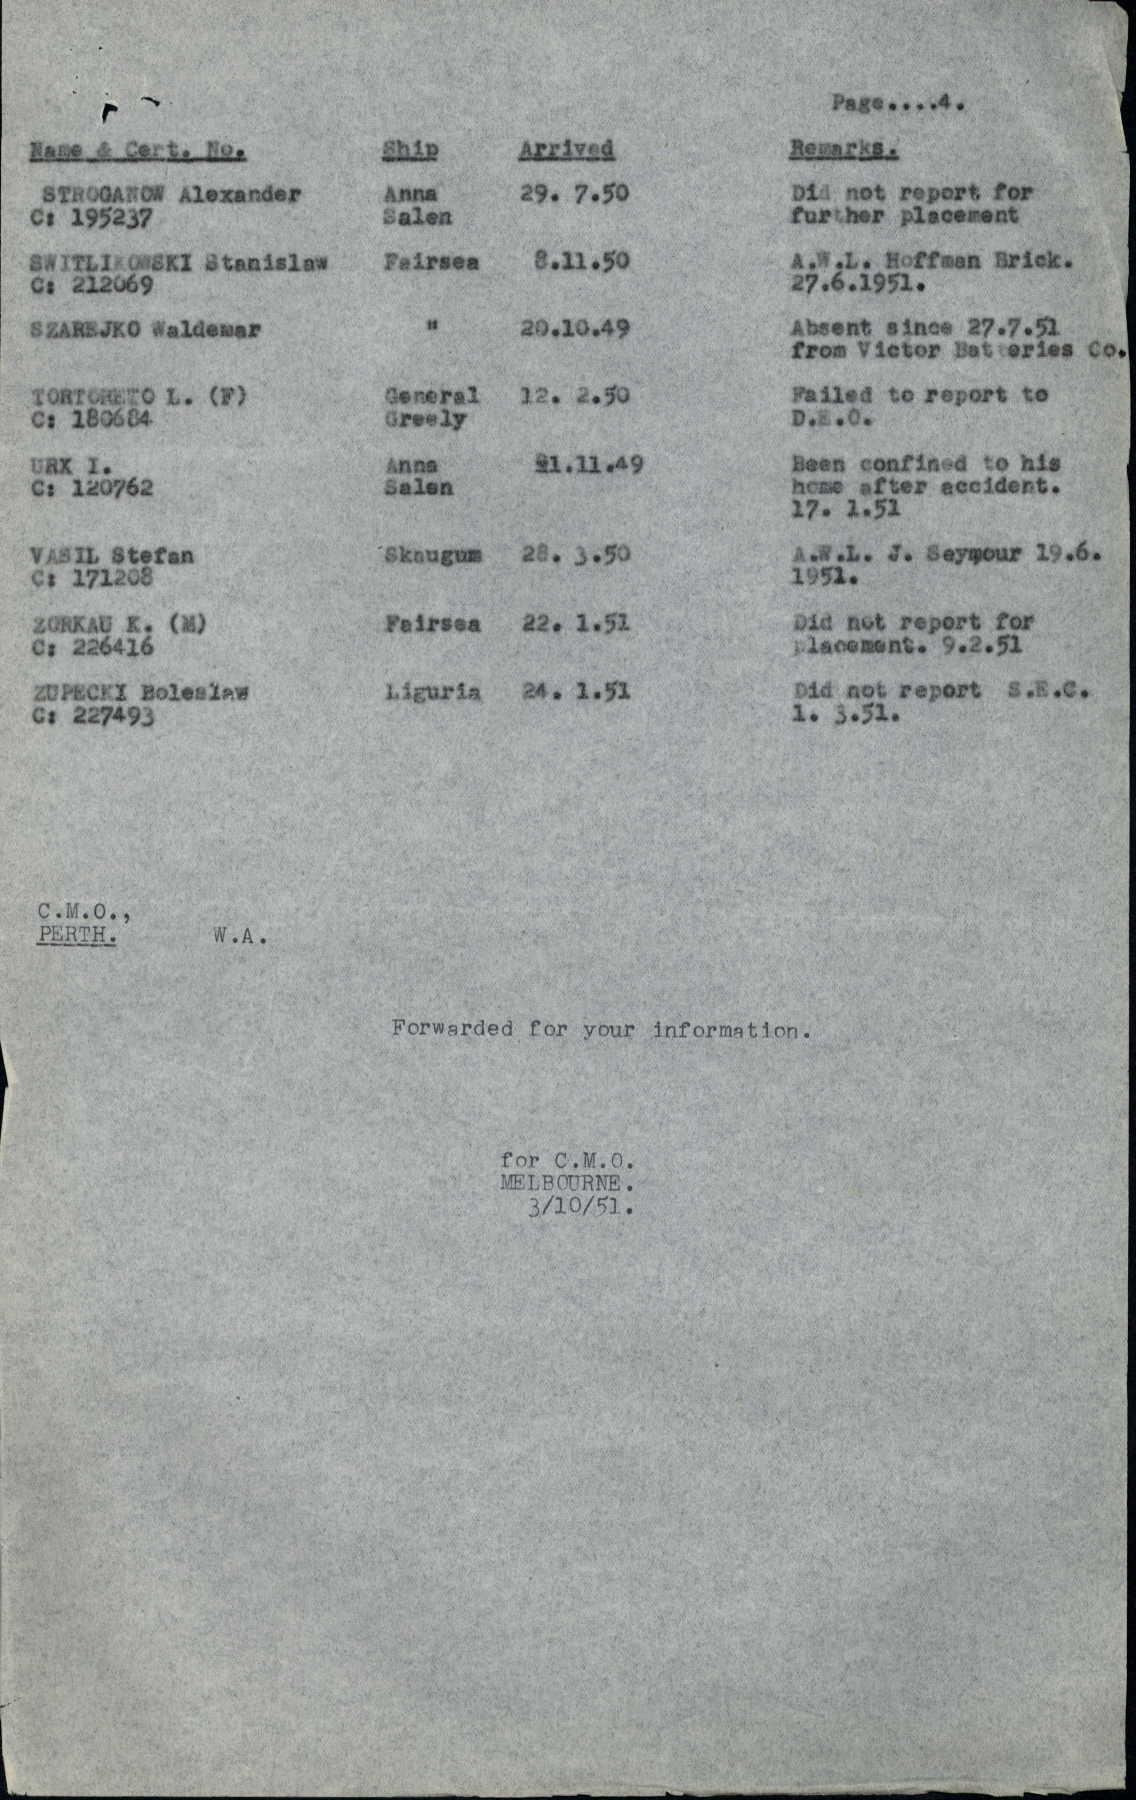 Page....4.
Name & Cert. No. Ship Arrived Remarks.
STROGANOW Alexander Anna 29. 7.50 Did not report for
C: 195237 Salen further placement
SWITLIKOWSKI Stanislaw Fairsea 8.11.50 A.W.L. Hoffman Brick.
C: 212069 27.6.1951.
SZAREJKO Waldemar " 20.10.49 Absent since 27.7.51
from Victor Batteries Co.
TORTORETO L. (F) General 12. 2.50 Failed to report to
C: 180684 Greely D.E.O.
URX I. Anna 21.11.49 Been confined to his
C: 120762 Salen home after accident.
17. 1.51
VASIL Stefan Skaugum 28. 3.50 A.W.L. J. Seymour 19.6.
C: 171208 1951.
ZORKAU K. (M) Fairsea 22. 1.51 Did not report for
C: 226416 placement. 9.2.51
ZUPECKI Boleslaw Liguria 24. 1.51 Did not report S.E.C.
C: 227493 1. 3.51.
C.M.O.,
PERTH. W.A.
Forwarded for your information.
for C.M.O.
MELBOURNE.
3/10/51.